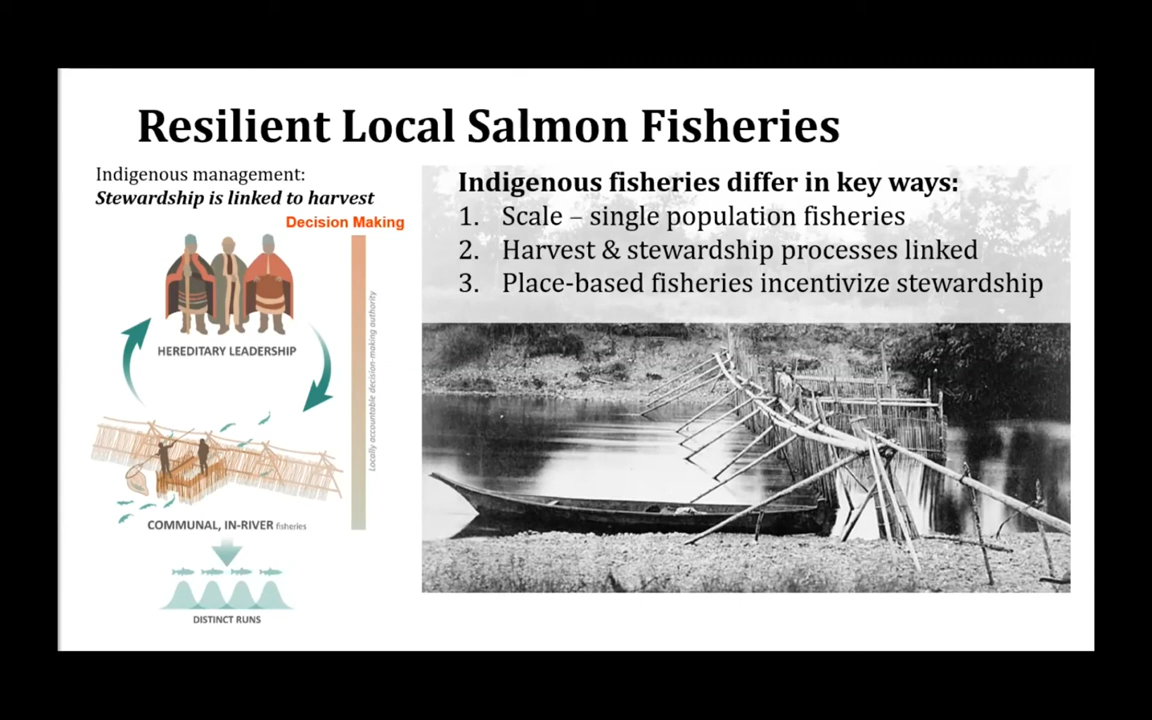 Resilient Local Salmon Fisheries
Indigenous management:
Stewardship is linked to harvest
Decision Making
HEREDITARY LEADERSHIP
Locally accountable decision-making authority
COMMUNAL, IN-RIVER fisheries
DISTINCT RUNS
Indigenous fisheries differ in key ways:
1. Scale – single population fisheries
2. Harvest & stewardship processes linked
3. Place-based fisheries incentivize stewardship